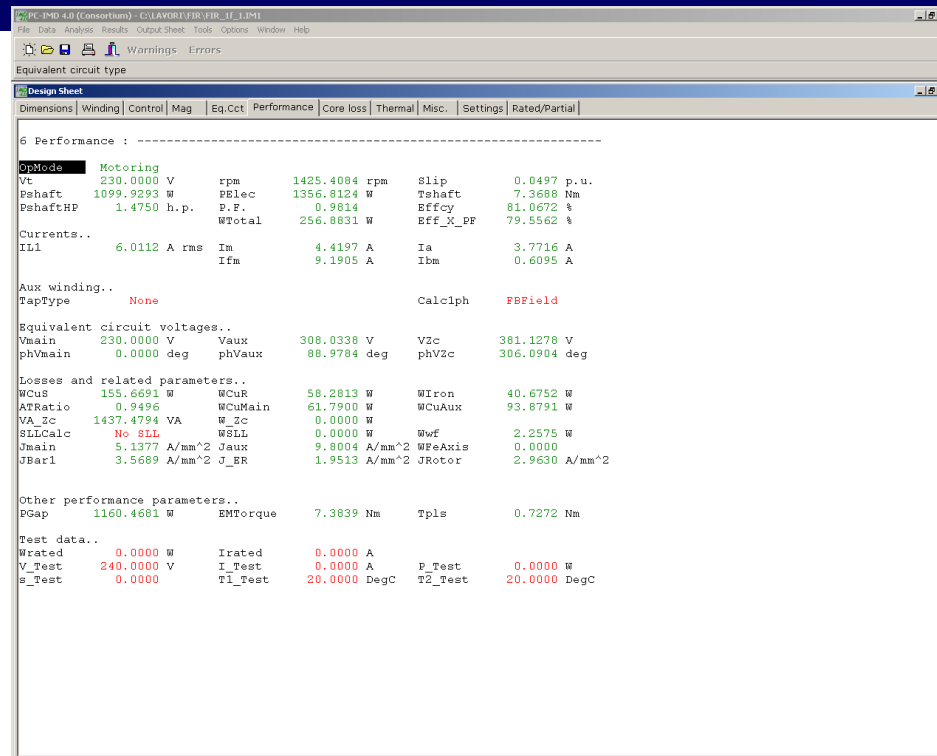 PC-IMD 4.0 (Consortium) - C:\LAVORI\FIR\FIR_1f_1.IM1
File Data Analysis Results Output Sheet Tools Options Window Help
Warnings Errors
Equivalent circuit type
Design Sheet
Dimensions Winding Control Mag Eq.Cct Performance Core loss Thermal Misc. Settings Rated/Partial
6 Performance : ---------------------------------------------------------------
OpMode Motoring
Vt 230.0000 V rpm 1425.4084 rpm Slip 0.0497 p.u.
Pshaft 1099.9293 W PElec 1356.8124 W Tshaft 7.3688 Nm
PshaftHP 1.4750 h.p. P.F. 0.9814 Effcy 81.0672 %
WTotal 256.8831 W Eff_X_PF 79.5562 %
Currents..
IL1 6.0112 A rms Im 4.4197 A Ia 3.7716 A
Ifm 9.1905 A Ibm 0.6095 A
Aux winding..
TapType None Calc1ph FBField
Equivalent circuit voltages..
Vmain 230.0000 V Vaux 308.0338 V VZc 381.1278 V
phVmain 0.0000 deg phVaux 88.9784 deg phVZc 306.0904 deg
Losses and related parameters..
WCuS 155.6691 W WCuR 58.2813 W WIron 40.6752 W
ATRatio 0.9496 WCuMain 61.7900 W WCuAux 93.8791 W
VA_Zc 1437.4794 VA W_Zc 0.0000 W
SLLCalc No SLL WSLL 0.0000 W Wwf 2.2575 W
Jmain 5.1377 A/mm^2 Jaux 9.8004 A/mm^2 WFeAxis 0.0000
JBar1 3.5689 A/mm^2 J_ER 1.9513 A/mm^2 JRotor 2.9630 A/mm^2
Other performance parameters..
PGap 1160.4681 W EMTorque 7.3839 Nm Tpls 0.7272 Nm
Test data..
Wrated 0.0000 W Irated 0.0000 A
V_Test 240.0000 V I_Test 0.0000 A P_Test 0.0000 W
s_Test 0.0000 T1_Test 20.0000 DegC T2_Test 20.0000 DegC